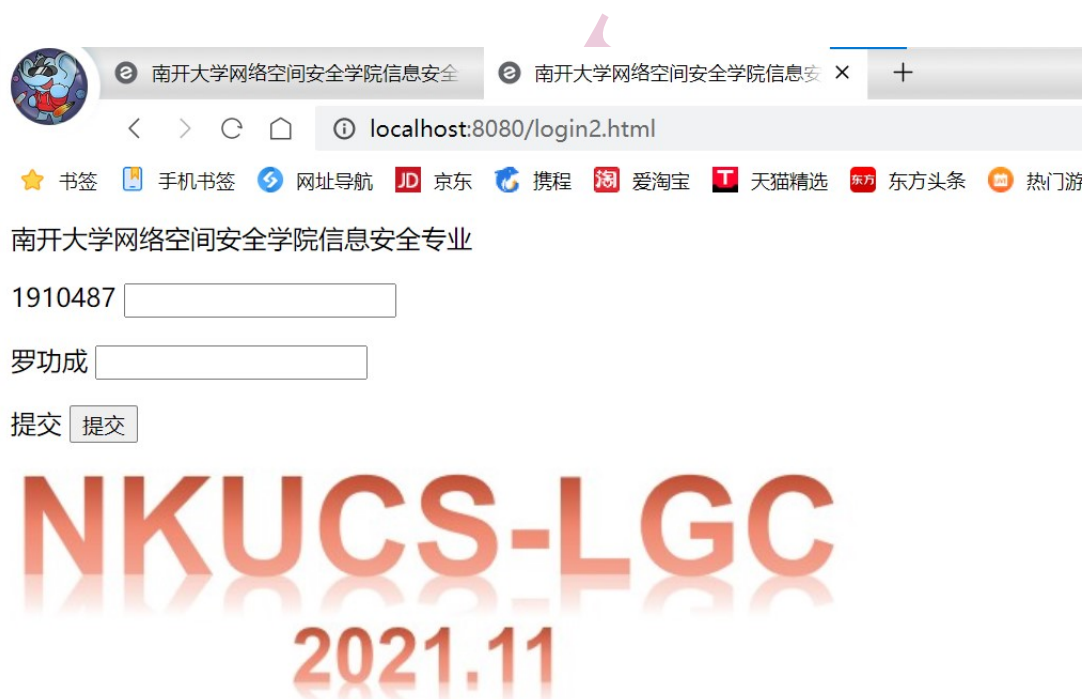 南开大学网络空间安全学院信息安全 南开大学网络空间安全学院信息安
localhost:8080/login2.html
书签 手机书签 网址导航 JD 京东 携程 淘 爱淘宝 T 天猫精选 东方 东方头条 热门游
南开大学网络空间安全学院信息安全专业
1910487
罗功成
提交 提交
NKUCS-LGC
2021.11